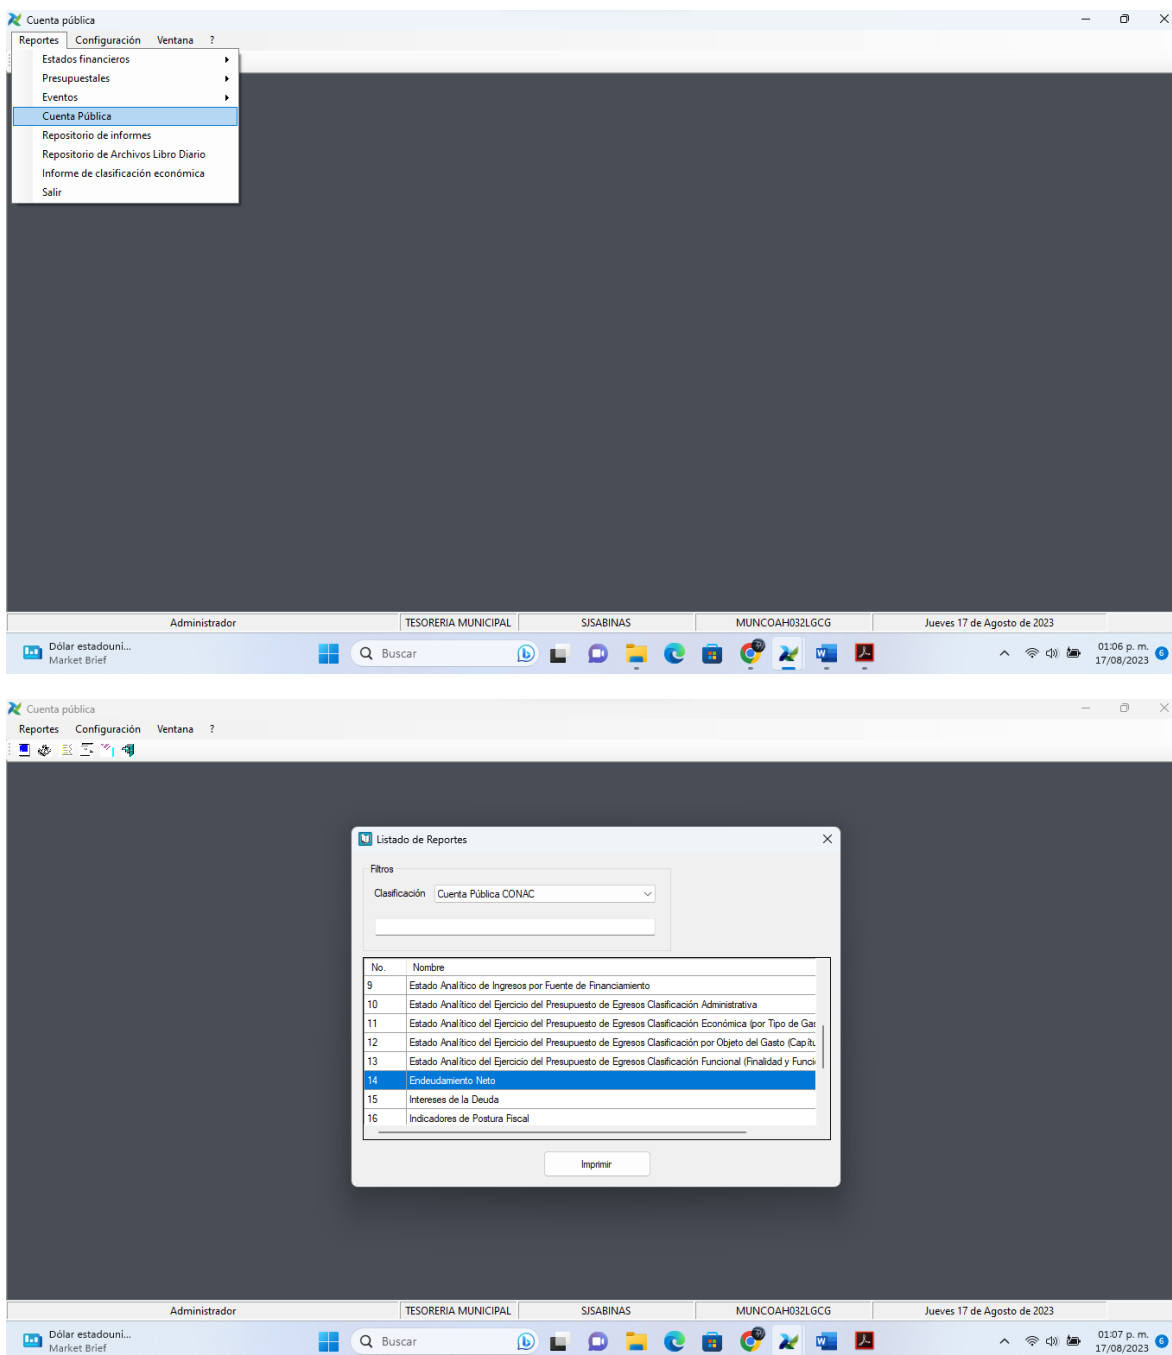 Cuenta pública
Reportes Configuración Ventana ?
Estados financieros
Presupuestales
Eventos
Cuenta Pública
Repositorio de informes
Repositorio de Archivos Libro Diario
Informe de clasificación económica
Salir
Administrador TESORERIA MUNICIPAL SJSABINAS MUNCOAH032LGCG Jueves 17 de Agosto de 2023
Dólar estadouni...
Market Brief
Buscar
01:06 p. m.
17/08/2023
6
Cuenta pública
Reportes Configuración Ventana ?
Listado de Reportes
Filtros
Clasificación Cuenta Pública CONAC
No. Nombre
9 Estado Analítico de Ingresos por Fuente de Financiamiento
10 Estado Analítico del Ejercicio del Presupuesto de Egresos Clasificación Administrativa
11 Estado Analítico del Ejercicio del Presupuesto de Egresos Clasificación Económica (por Tipo de Gas
12 Estado Analítico del Ejercicio del Presupuesto de Egresos Clasificación por Objeto del Gasto (Capítu
13 Estado Analítico del Ejercicio del Presupuesto de Egresos Clasificación Funcional (Finalidad y Funci
14 Endeudamiento Neto
15 Intereses de la Deuda
16 Indicadores de Postura Fiscal
Imprimir
Administrador TESORERIA MUNICIPAL SJSABINAS MUNCOAH032LGCG Jueves 17 de Agosto de 2023
Dólar estadouni...
Market Brief
Buscar
01:07 p. m.
17/08/2023
6